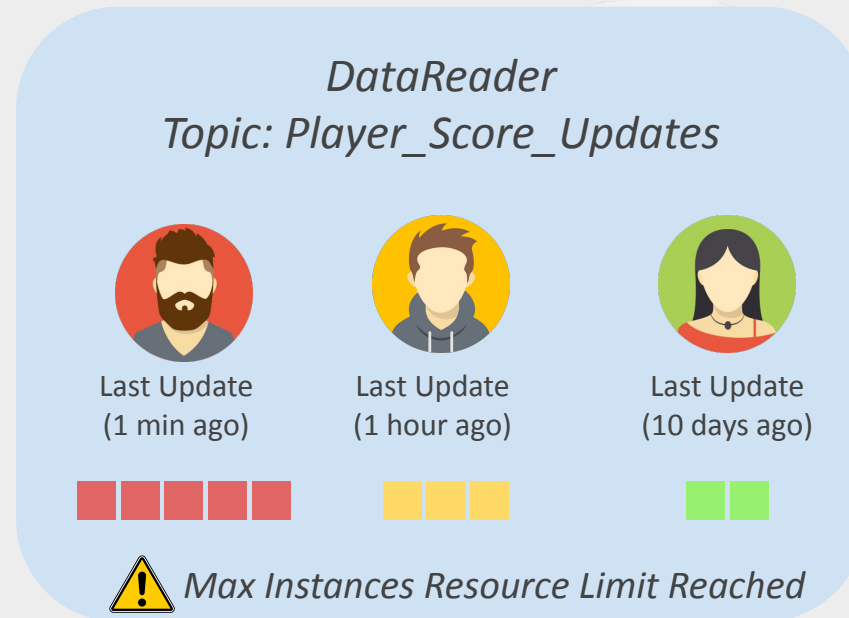 DataReader
Topic: Player_Score_Updates
Last Update
(1 min ago)
Last Update
(1 hour ago)
Last Update
(10 days ago)
! Max Instances Resource Limit Reached